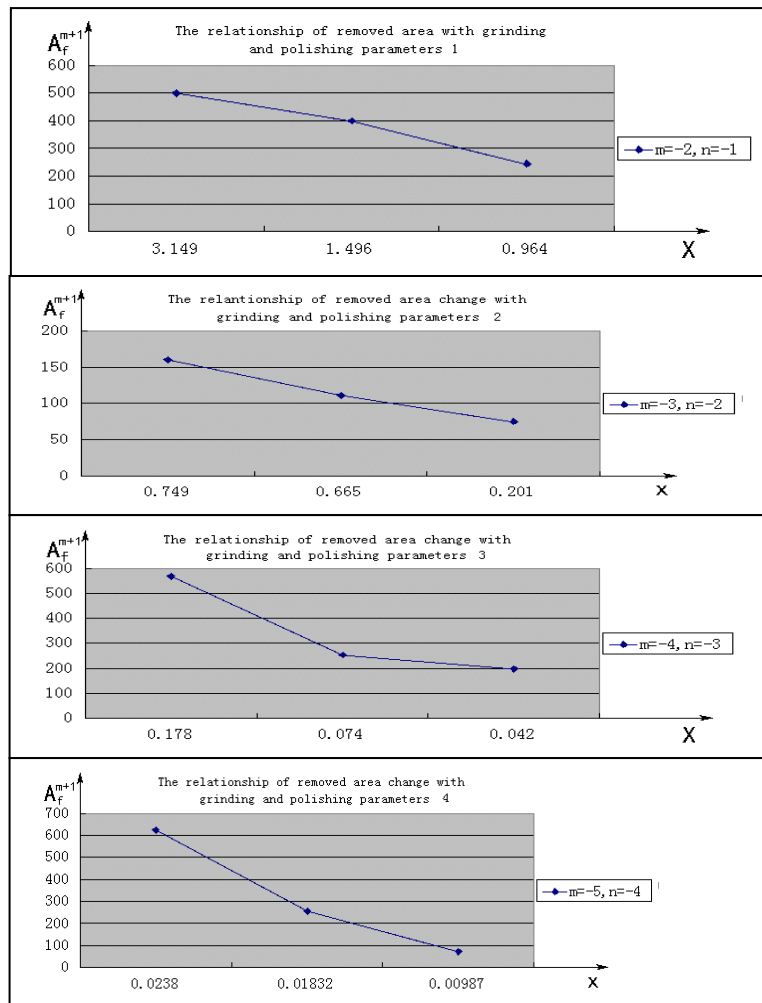 The relationship of removed area with grinding
and polishing parameters 1
A_f^{m+1}
600
500
400
300
200
100
0
3.149 1.496 0.964 X
m=-2, n=-1
The relantionship of removed area change with
grinding and polishing parameters 2
A_f^{m+1}
200
150
100
50
0
0.749 0.665 0.201 x
m=-3, n=-2
The relationship of removed area change with
grinding and polishing parameters 3
A_f^{m+1}
600
500
400
300
200
100
0
0.178 0.074 0.042 X
m=-4, n=-3
The relationship of removed area change with
grinding and polishing parameters 4
A_f^{m+1}
700
600
500
400
300
200
100
0
0.0238 0.01832 0.00987 x
m=-5, n=-4